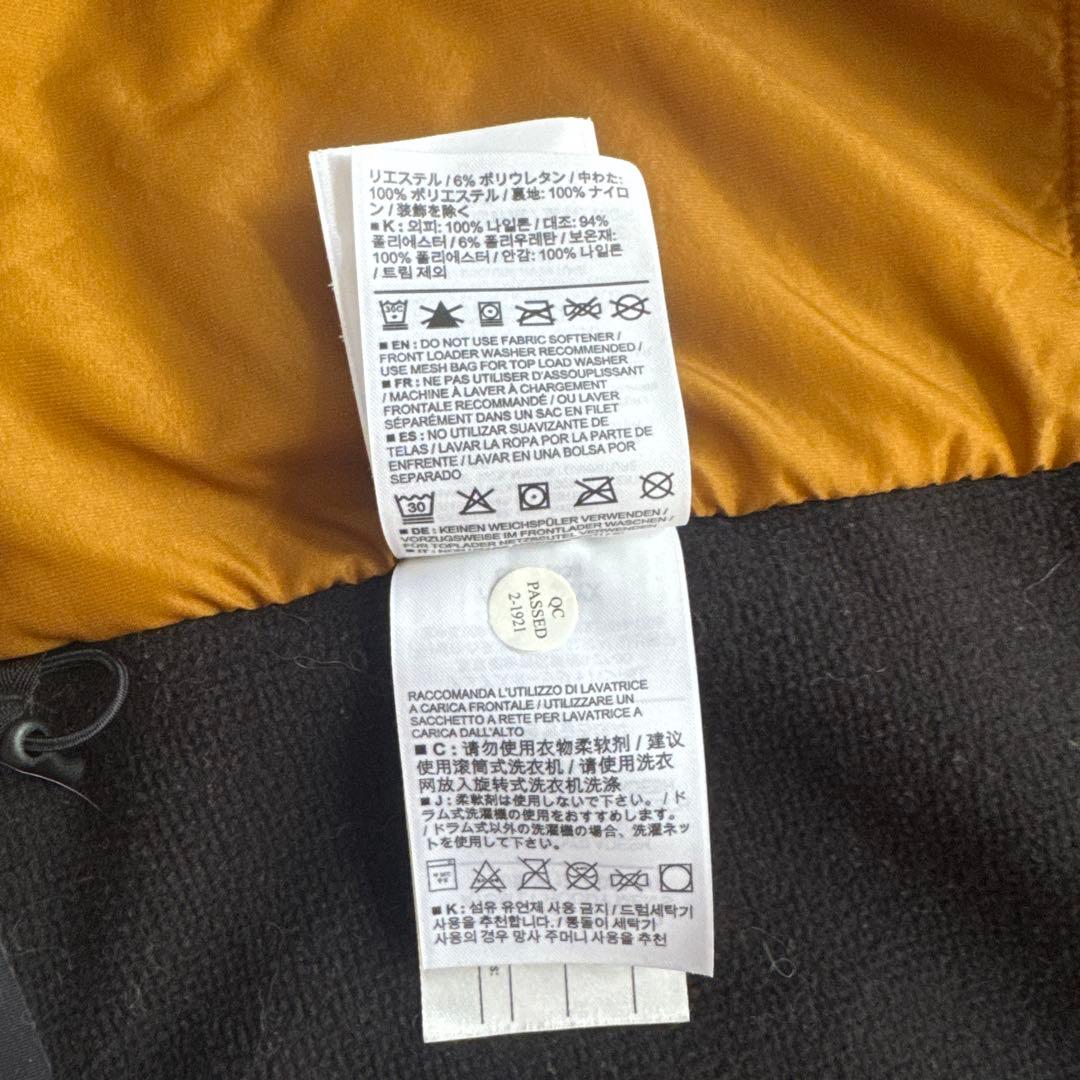 リエステル / 6% ポリウレタン / 中わた:
100% ポリエステル / 裏地: 100% ナイロ
ン / 装飾を除く
■ K : 외피: 100% 나일론 / 대조: 94%
폴리에스터 / 6% 폴리우레탄 / 보온재:
100% 폴리에스터 / 안감: 100% 나일론
/ 트림 제외
30C
■ EN : DO NOT USE FABRIC SOFTENER /
FRONT LOADER WASHER RECOMMENDED /
USE MESH BAG FOR TOP LOAD WASHER
■ FR : NE PAS UTILISER D'ASSOUPLISSANT
/ MACHINE À LAVER À CHARGEMENT
FRONTALE RECOMMANDÉ / OU LAVER
SÉPARÉMENT DANS UN SAC EN FILET
■ ES : NO UTILIZAR SUAVIZANTE DE
TELAS / LAVAR LA ROPA POR LA PARTE DE
ENFRENTE / LAVAR EN UNA BOLSA POR
SEPARADO
30
■ DE : KEINEN WEICHSPÜLER VERWENDEN /
VORZUGSWEISE IM FRONTLADER WASCHEN /
FÜR TOPLADER NETZBEUTEL VERWENDEN
■ IT : NON
QC
PASSED
2-1921
RACCOMANDA L'UTILIZZO DI LAVATRICE
A CARICA FRONTALE / UTILIZZARE UN
SACCHETTO A RETE PER LAVATRICE A
CARICA DALL'ALTO
■ C : 请勿使用衣物柔软剂 / 建议
使用滚筒式洗衣机 / 请使用洗衣
网放入旋转式洗衣机洗涤
■ J : 柔軟剤は使用しないで下さい。 / ド
ラム式洗濯機の使用をおすすめします。
/ ドラム式以外の洗濯機の場合、洗濯ネッ
トを使用して下さい。
■ K : 섬유 유연제 사용 금지 / 드럼세탁기
사용을 추천합니다. / 통돌이 세탁기
사용의 경우 망사 주머니 사용을 추천